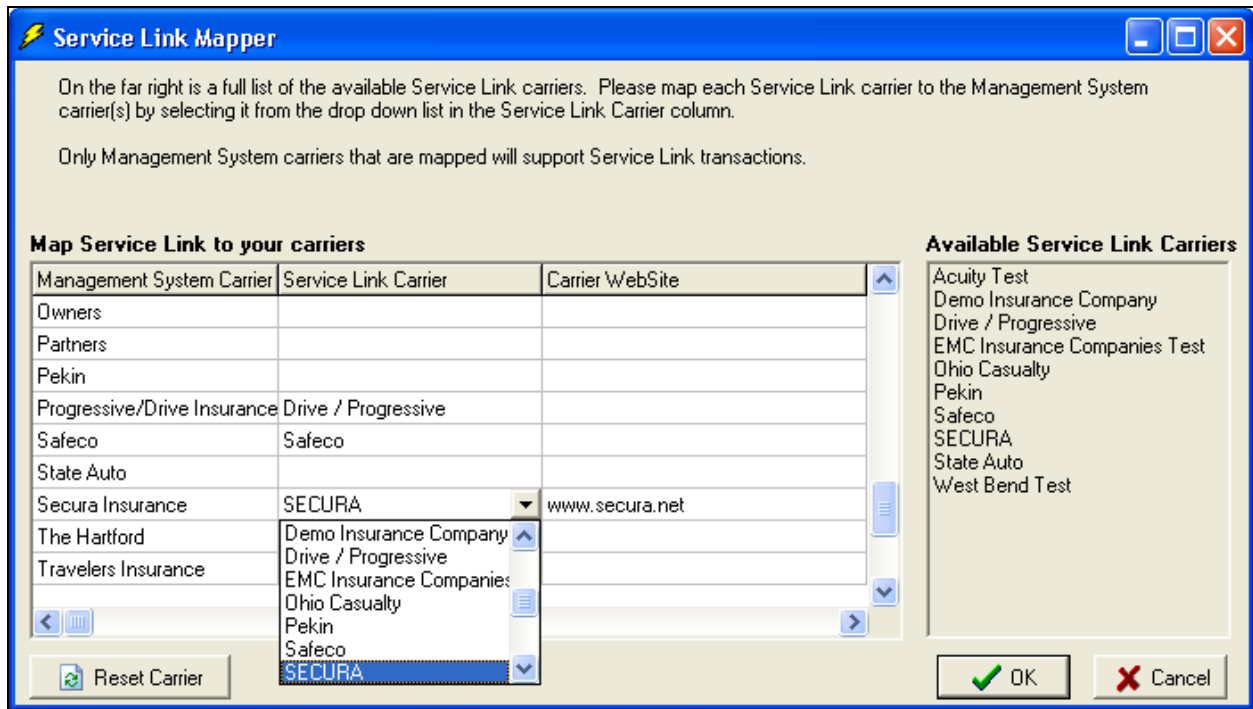 Service Link Mapper
On the far right is a full list of the available Service Link carriers. Please map each Service Link carrier to the Management System
carrier(s) by selecting it from the drop down list in the Service Link Carrier column.
Only Management System carriers that are mapped will support Service Link transactions.
Map Service Link to your carriers
Management System Carrier Service Link Carrier Carrier WebSite
Owners
Partners
Pekin
Progressive/Drive Insurance Drive / Progressive
Safeco Safeco
State Auto
Secura Insurance SECURA www.secura.net
The Hartford
Travelers Insurance
Demo Insurance Company
Drive / Progressive
EMC Insurance Companies
Ohio Casualty
Pekin
Safeco
SECURA
Available Service Link Carriers
Acuity Test
Demo Insurance Company
Drive / Progressive
EMC Insurance Companies Test
Ohio Casualty
Pekin
Safeco
SECURA
State Auto
West Bend Test
Reset Carrier
OK
Cancel